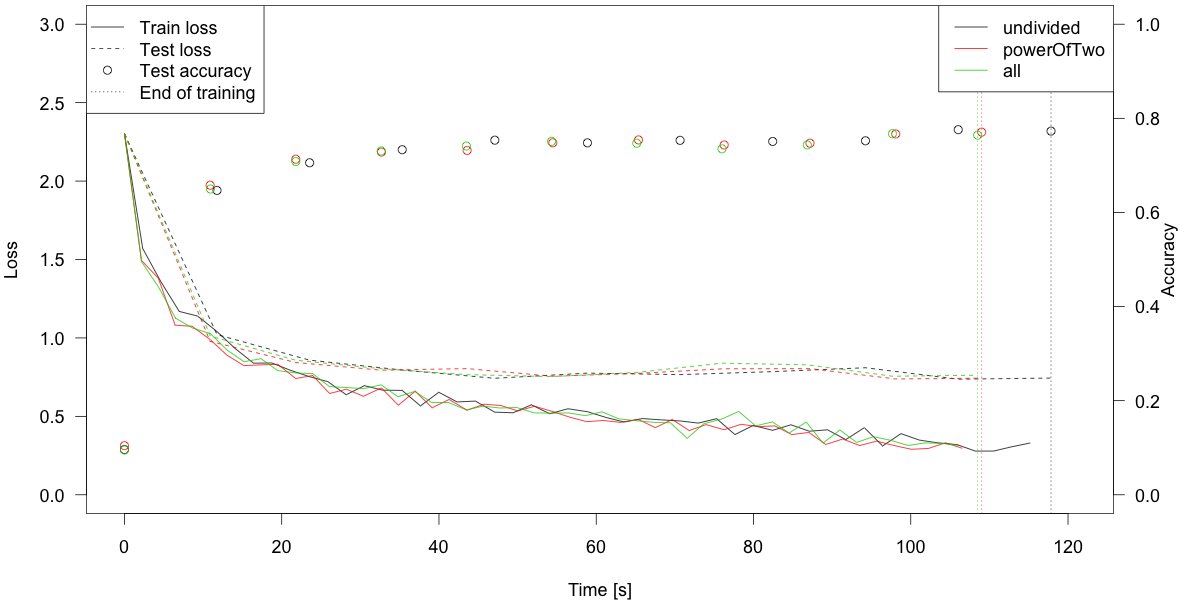 Train loss
Test loss
Test accuracy
End of training
undivided
powerOfTwo
all
3.0
2.5
2.0
1.5
1.0
0.5
0.0
Loss
1.0
0.8
0.6
0.4
0.2
0.0
Accuracy
0 20 40 60 80 100 120
Time [s]